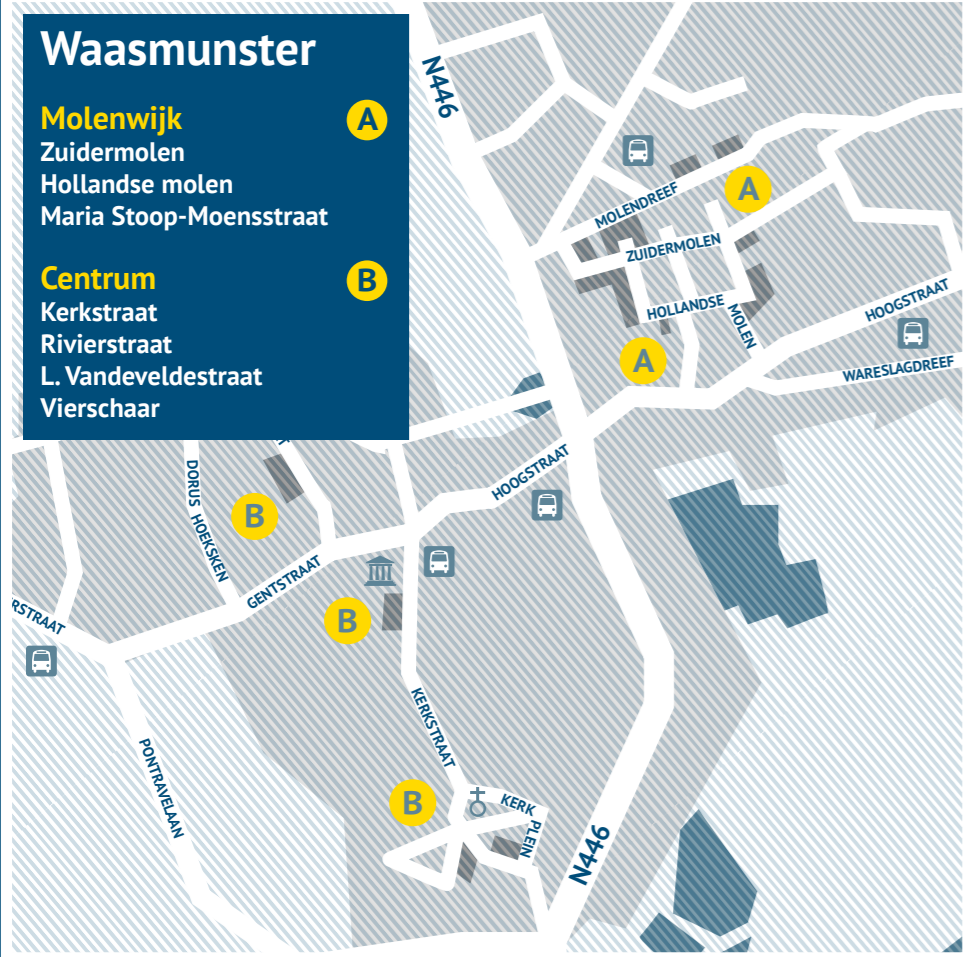 Waasmunster
Molenwijk A
Zuidermolen
Hollandse molen
Maria Stoop-Moensstraat
Centrum B
Kerkstraat
Rivierstraat
L. Vandeveldestraat
Vierschaar
N446
MOLENDREEF
A
ZUIDERMOLEN
HOLLANDSE
MOLEN
HOOGSTRAAT
A
WARESLAGDREEF
HOOGSTRAAT
DORUS HOEKSKEN
B
GENTSTRAAT
B
RSTRAAT
KERKSTRAAT
PONTRAVELAAN
B
KERK
PLEIN
N446